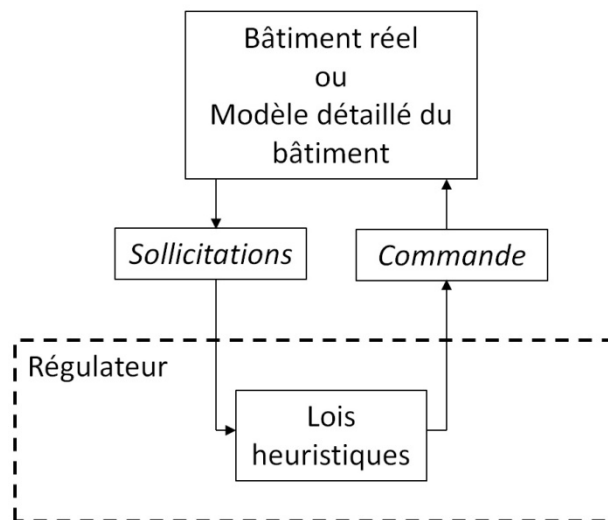 Bâtiment réel
ou
Modèle détaillé du
bâtiment
Sollicitations
Commande
Régulateur
Lois
heuristiques